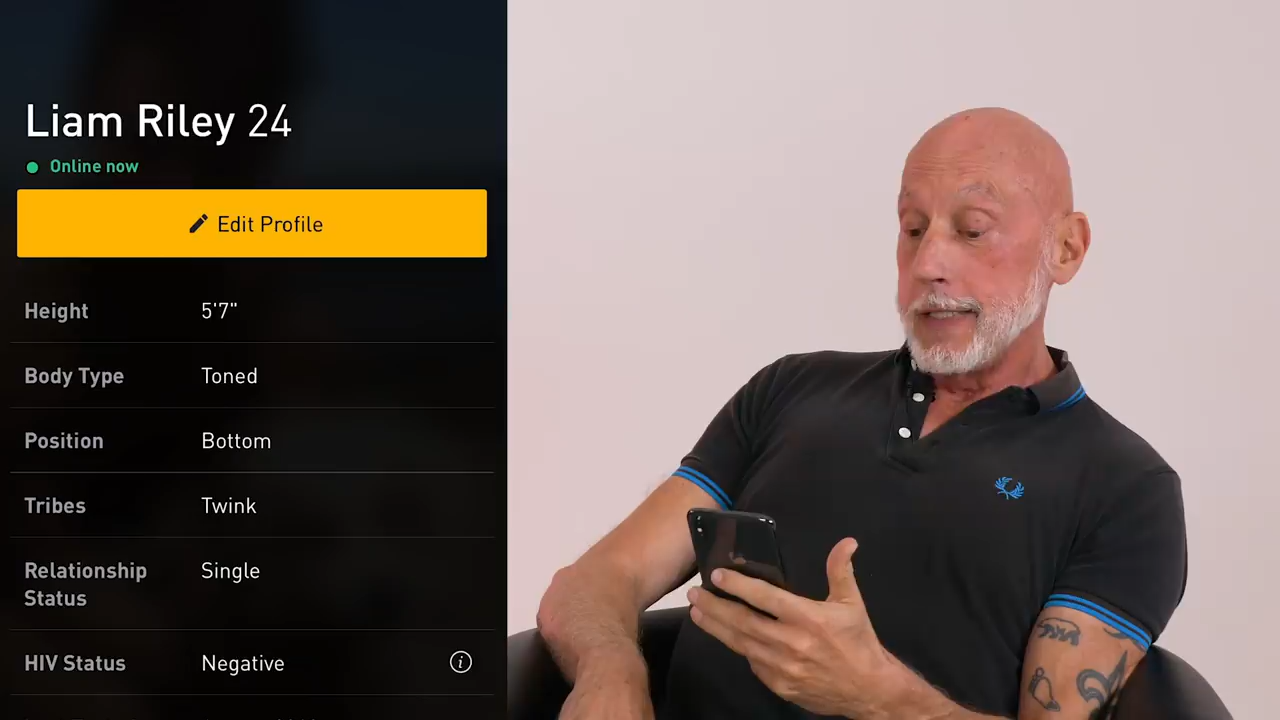 Liam Riley 24
Online now
Edit Profile
Height 5'7"
Body Type Toned
Position Bottom
Tribes Twink
Relationship Single
Status
HIV Status Negative